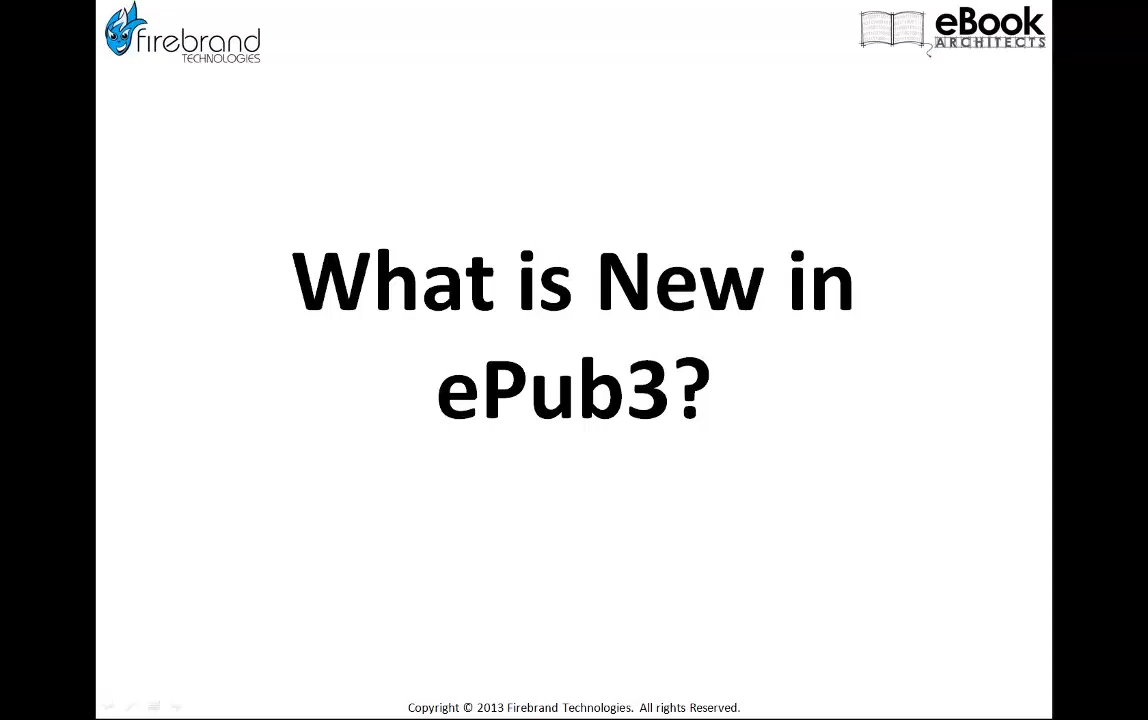 firebrand
TECHNOLOGIES
eBook
ARCHITECTS
What is New in
ePub3?
Copyright © 2013 Firebrand Technologies. All rights Reserved.